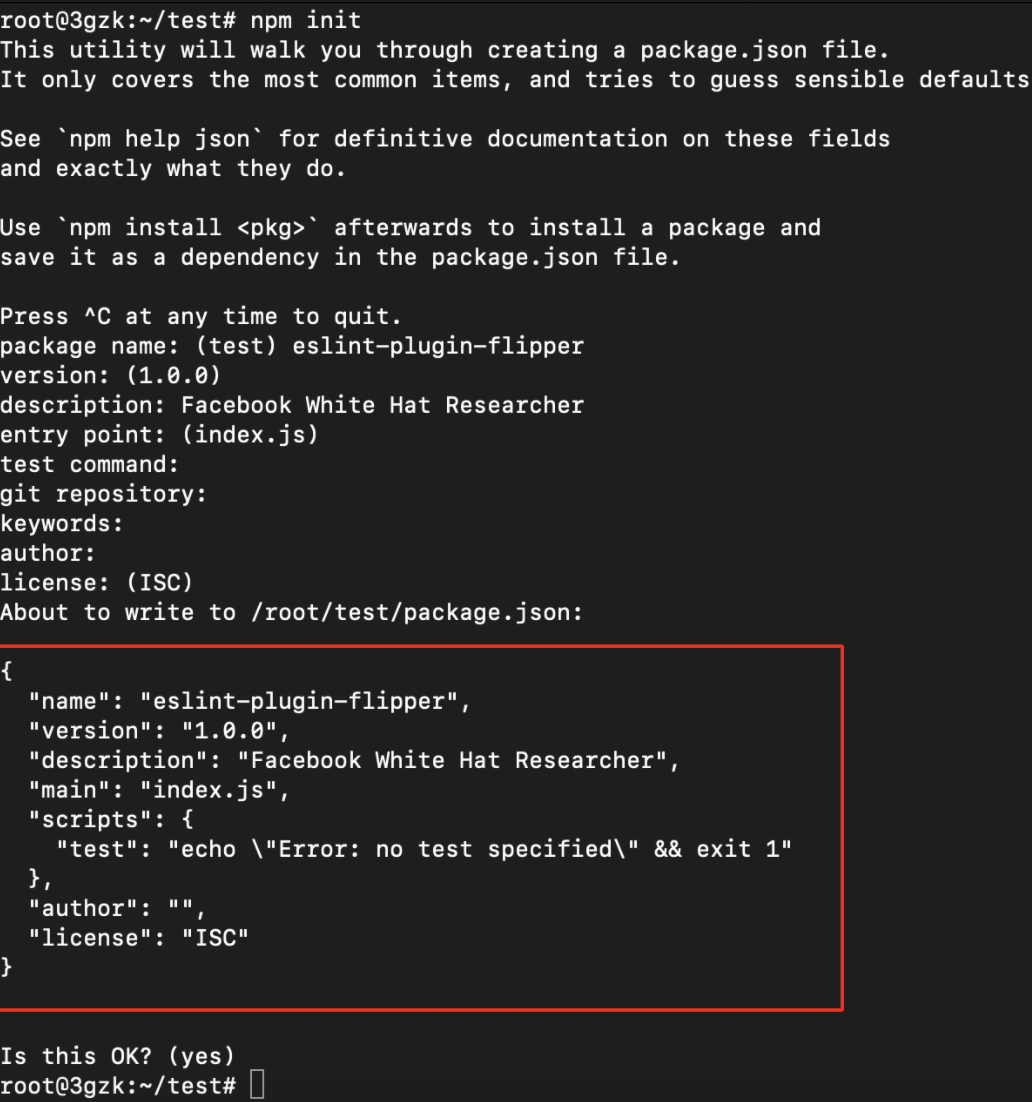 root@3gzk:~/test# npm init
This utility will walk you through creating a package.json file.
It only covers the most common items, and tries to guess sensible defaults
See `npm help json` for definitive documentation on these fields
and exactly what they do.
Use `npm install <pkg>` afterwards to install a package and
save it as a dependency in the package.json file.
Press ^C at any time to quit.
package name: (test) eslint-plugin-flipper
version: (1.0.0)
description: Facebook White Hat Researcher
entry point: (index.js)
test command:
git repository:
keywords:
author:
license: (ISC)
About to write to /root/test/package.json:
{
  "name": "eslint-plugin-flipper",
  "version": "1.0.0",
  "description": "Facebook White Hat Researcher",
  "main": "index.js",
  "scripts": {
    "test": "echo \"Error: no test specified\" && exit 1"
  },
  "author": "",
  "license": "ISC"
}
Is this OK? (yes)
root@3gzk:~/test#